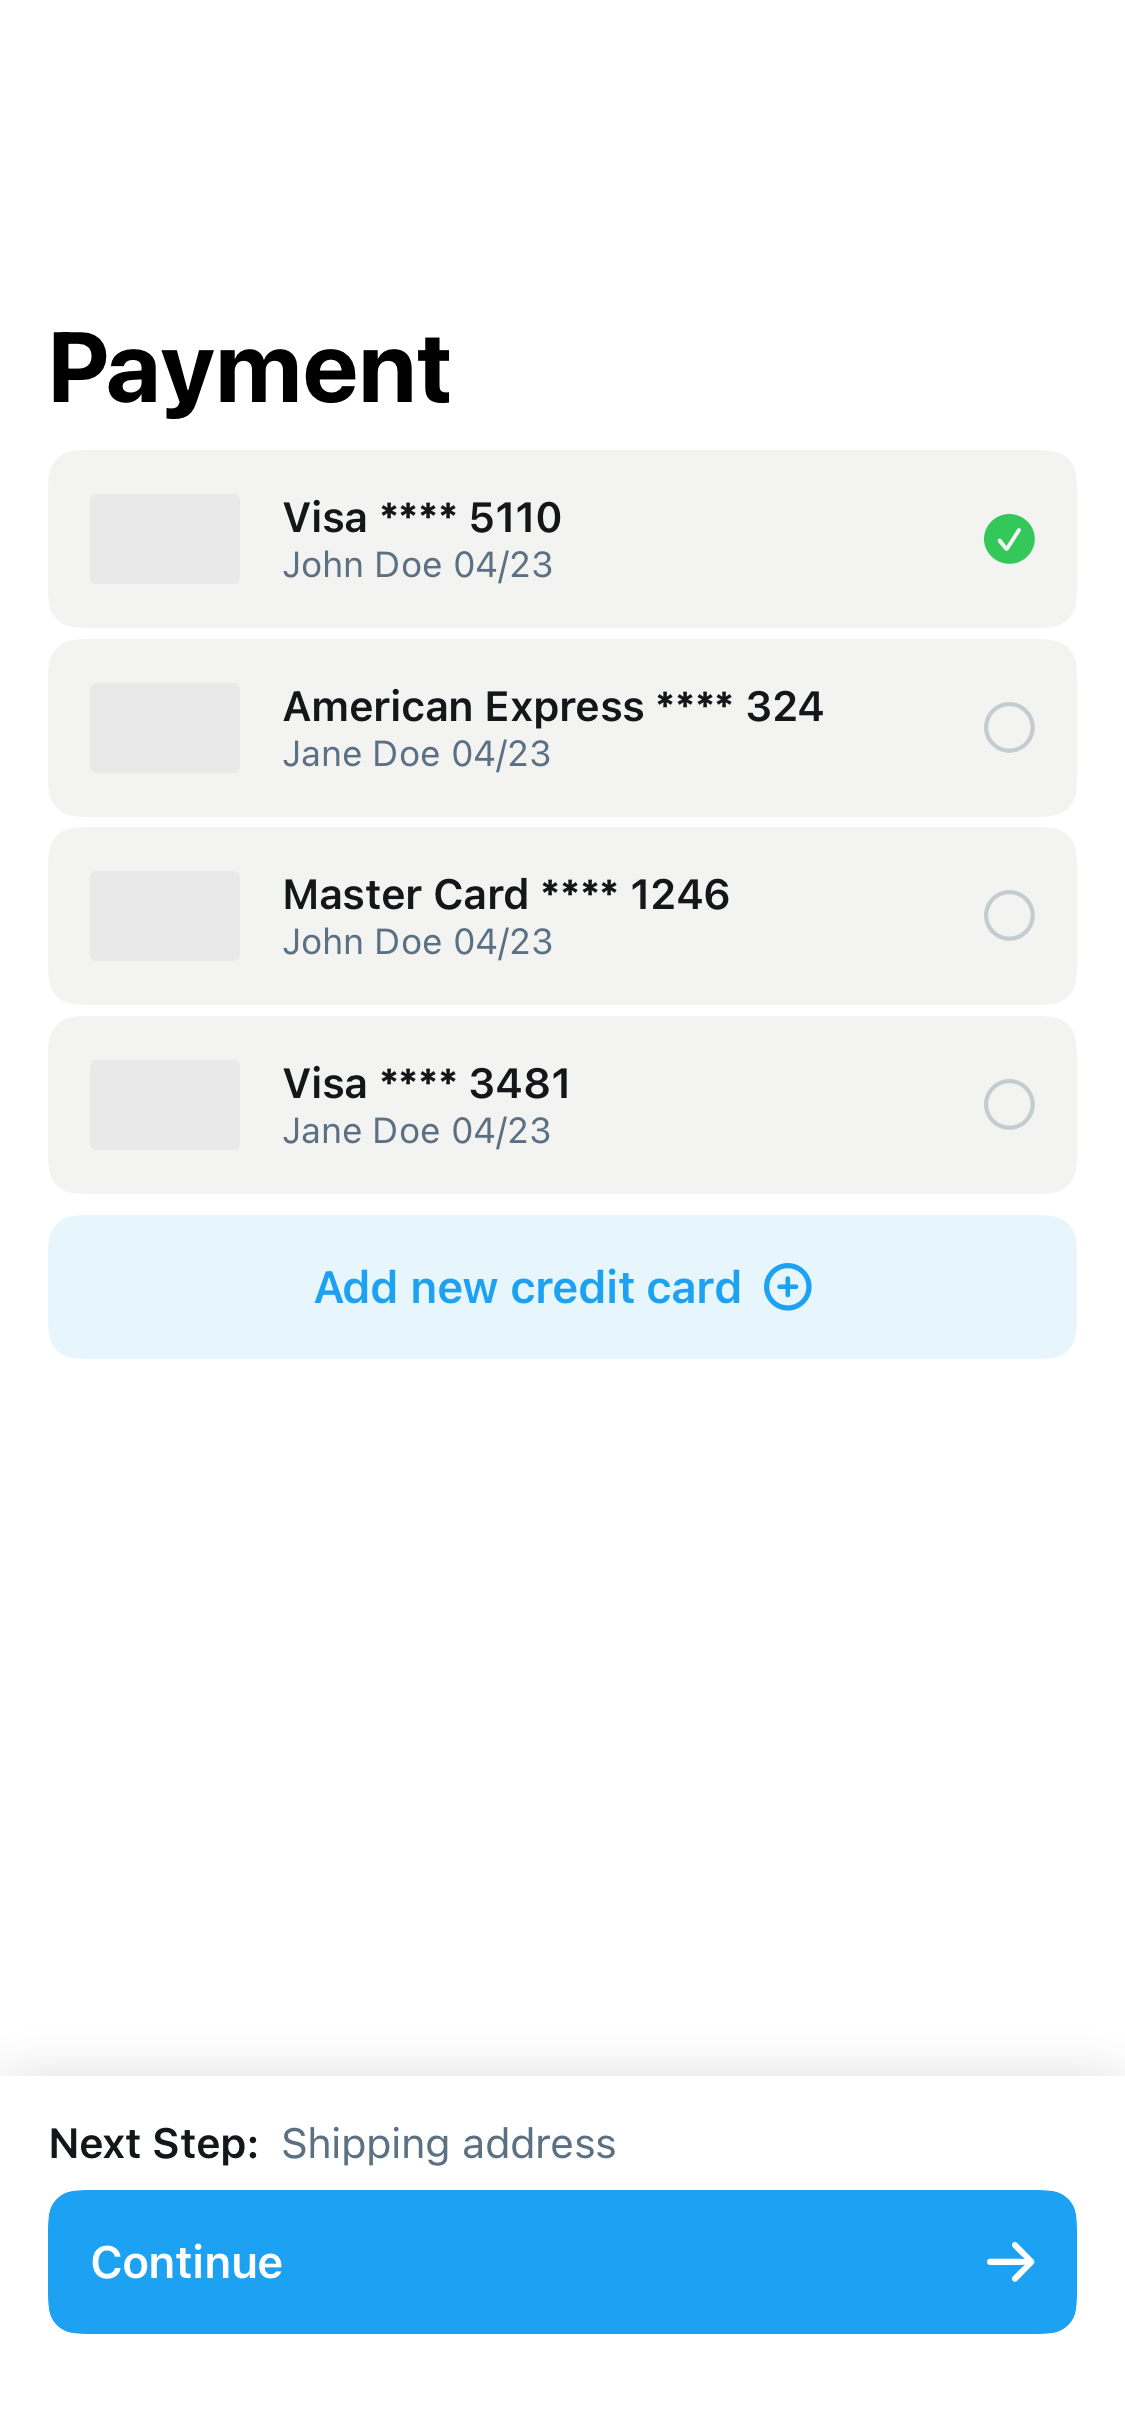 Payment
Visa **** 5110
John Doe 04/23
American Express **** 324
Jane Doe 04/23
Master Card **** 1246
John Doe 04/23
Visa **** 3481
Jane Doe 04/23
Add new credit card
Next Step: Shipping address
Continue